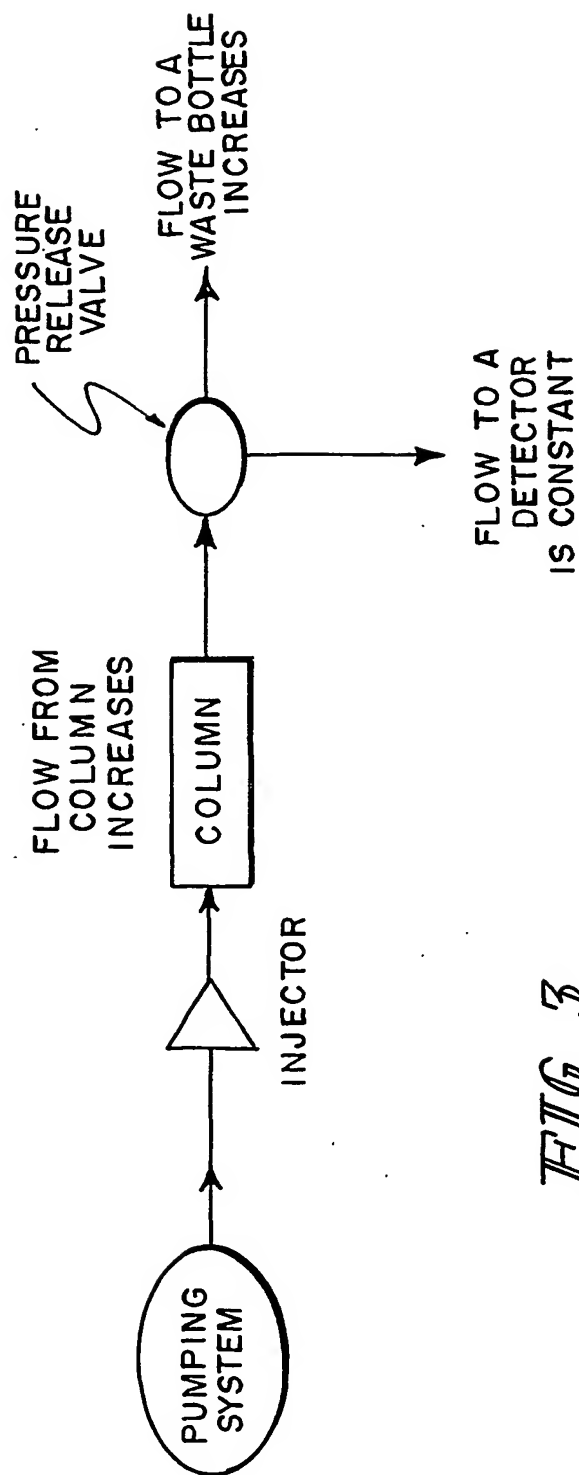 PUMPING
SYSTEM
INJECTOR
FLOW FROM
COLUMN
INCREASES
COLUMN
PRESSURE
RELEASE
VALVE
FLOW TO A
WASTE BOTTLE
INCREASES
FLOW TO A
DETECTOR
IS CONSTANT
FIG. 3